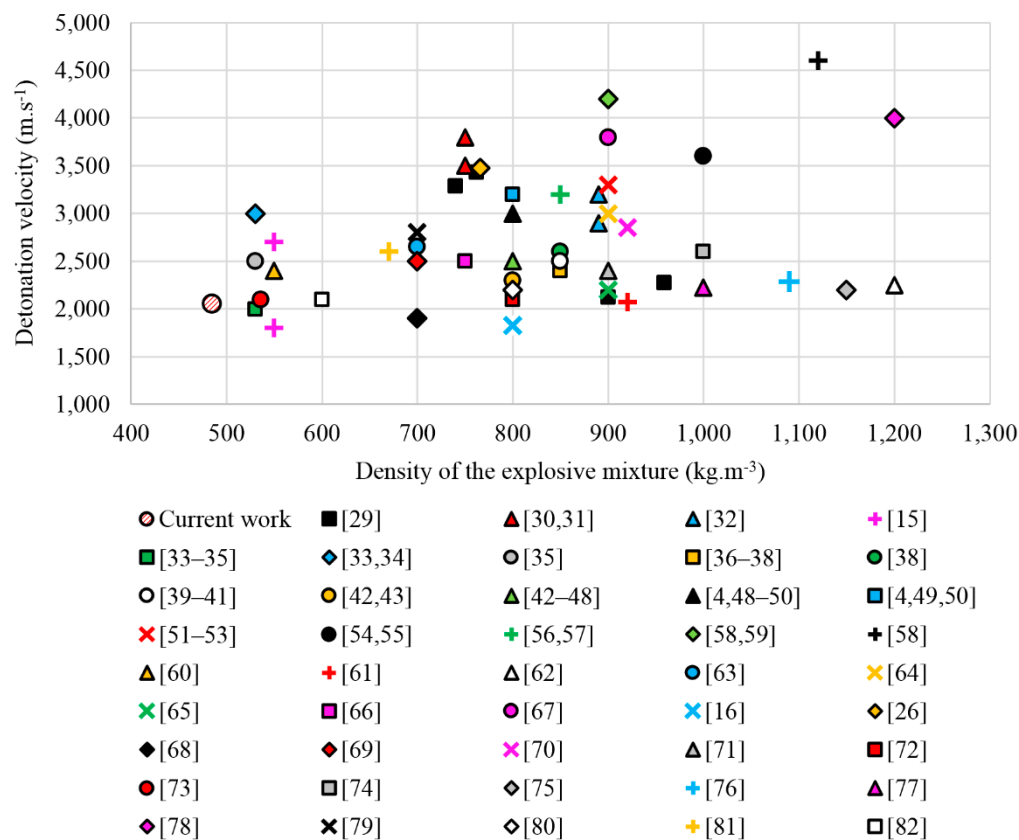 5,000
4,500
4,000
3,500
3,000
2,500
2,000
1,500
1,000
Detonation velocity (m.s-1)
400 500 600 700 800 900 1,000 1,100 1,200 1,300
Density of the explosive mixture (kg.m-3)
Current work [29] [30,31] [32] [15]
[33–35] [33,34] [35] [36–38] [38]
[39–41] [42,43] [42–48] [4,48–50] [4,49,50]
[51–53] [54,55] [56,57] [58,59] [58]
[60] [61] [62] [63] [64]
[65] [66] [67] [16] [26]
[68] [69] [70] [71] [72]
[73] [74] [75] [76] [77]
[78] [79] [80] [81] [82]